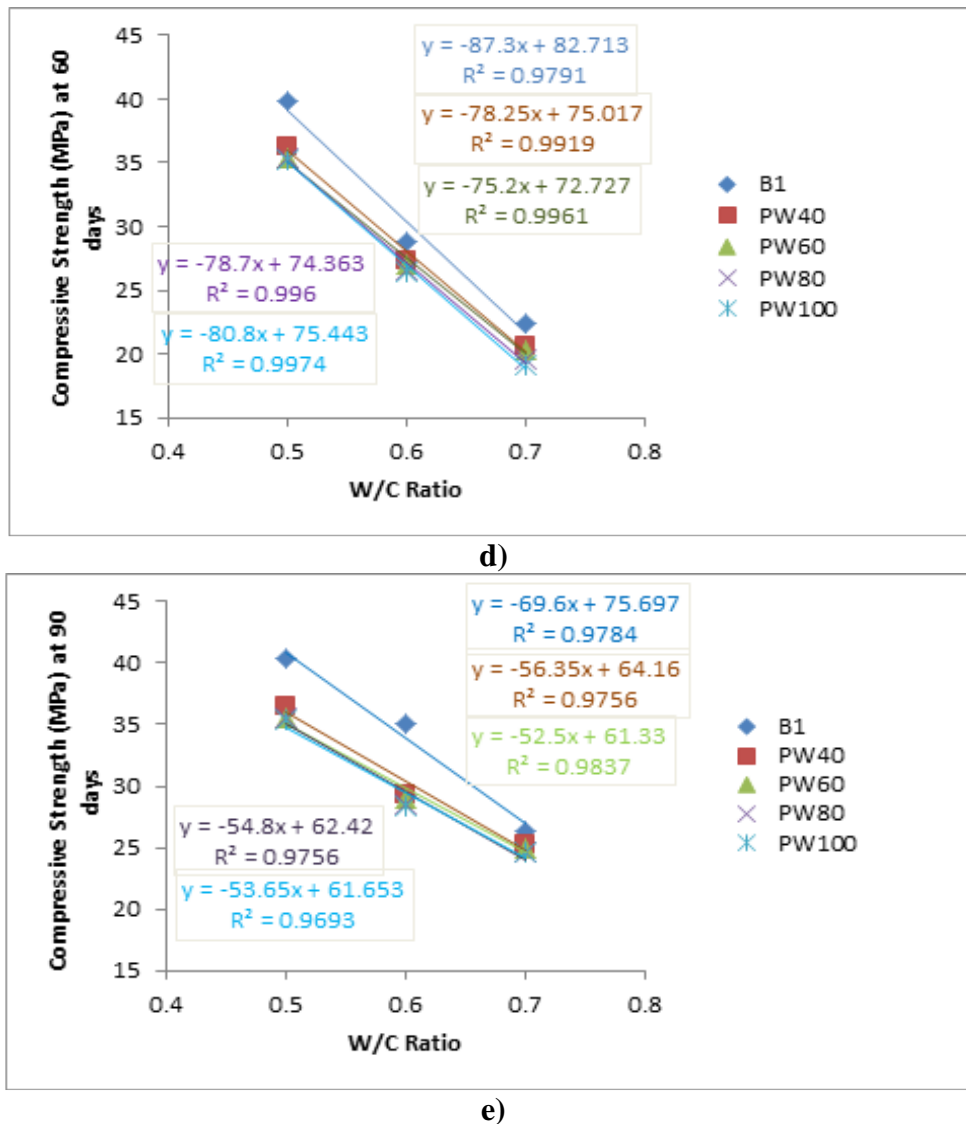 Compressive Strength (MPa) at 60
days
45
40
35
30
25
20
15
y = -87.3x + 82.713
R² = 0.9791
y = -78.25x + 75.017
R² = 0.9919
y = -75.2x + 72.727
R² = 0.9961
y = -78.7x + 74.363
R² = 0.996
y = -80.8x + 75.443
R² = 0.9974
0.4 0.5 0.6 0.7 0.8
W/C Ratio
B1
PW40
PW60
PW80
PW100
d)
Compressive Strength (MPa) at 90
days
45
40
35
30
25
20
15
y = -69.6x + 75.697
R² = 0.9784
y = -56.35x + 64.16
R² = 0.9756
y = -52.5x + 61.33
R² = 0.9837
y = -54.8x + 62.42
R² = 0.9756
y = -53.65x + 61.653
R² = 0.9693
0.4 0.5 0.6 0.7 0.8
W/C Ratio
B1
PW40
PW60
PW80
PW100
e)